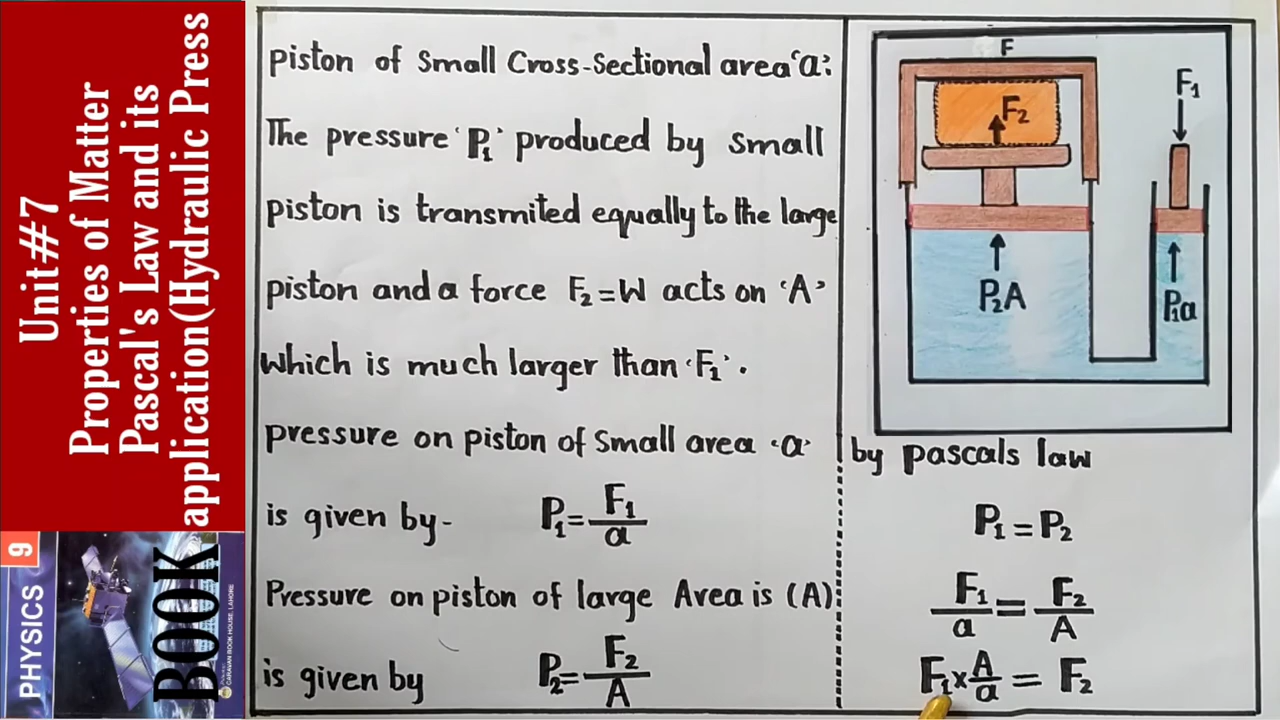 Unit#7
Properties of Matter
Pascal's Law and its
application(Hydraulic Press
PHYSICS 9
BOOK
CARAVAN BOOK HOUSE, LAHORE
piston of Small Cross-Sectional area 'a'.
The pressure 'P₁' produced by small
piston is transmited equally to the large
piston and a force F₂=W acts on 'A'
which is much larger than 'F₁'.
pressure on piston of Small area 'a'
is given by- P₁=F₁/a
Pressure on piston of large Area is (A)
is given by P₂=F₂/A
F
F₂
F₁
P₂A
P₁a
by pascals law
P₁=P₂
F₁/a=F₂/A
F₁×A/a=F₂